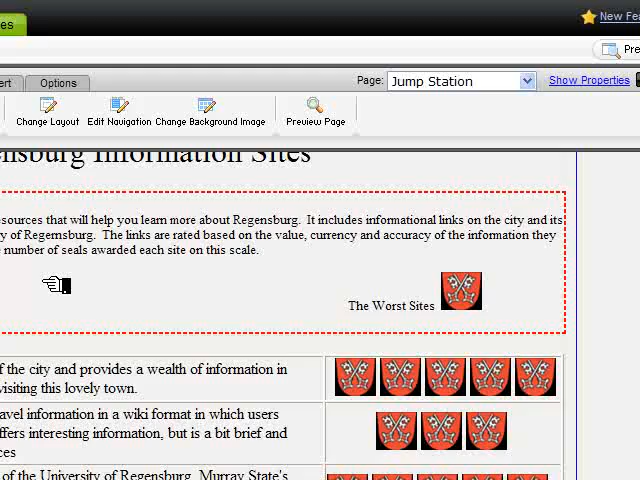 es
New Fea
Pre
ert
Options
Page:
Jump Station
Show Properties
Change Layout
Edit Navigation
Change Background Image
Preview Page
nsburg Information Sites
esources that will help you learn more about Regensburg. It includes informational links on the city and its
y of Regernsburg. The links are rated based on the value, currency and accuracy of the information they
e number of seals awarded each site on this scale.
The Worst Sites
f the city and provides a wealth of information in
visiting this lovely town.
avel information in a wiki format in which users
ffers interesting information, but is a bit brief and
ces
of the University of Regensburg, Murray State's